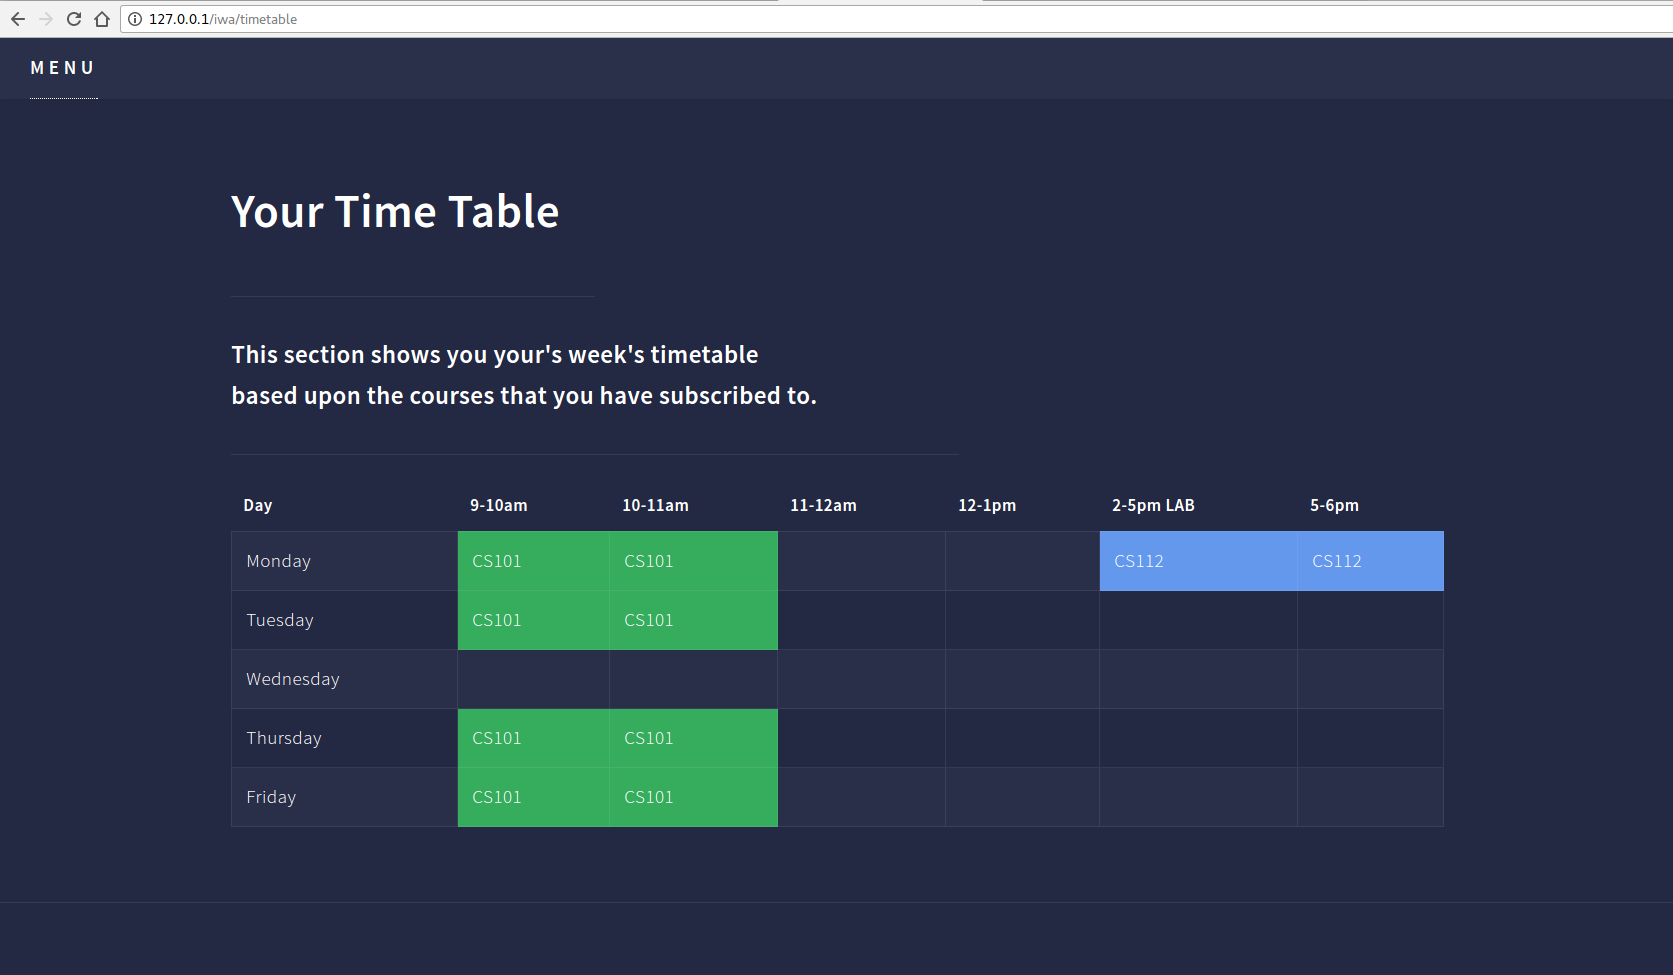 127.0.0.1/iwa/timetable
MENU
Your Time Table
This section shows you your's week's timetable
based upon the courses that you have subscribed to.
Day 9-10am 10-11am 11-12am 12-1pm 2-5pm LAB 5-6pm
Monday CS101 CS101 CS112 CS112
Tuesday CS101 CS101
Wednesday
Thursday CS101 CS101
Friday CS101 CS101